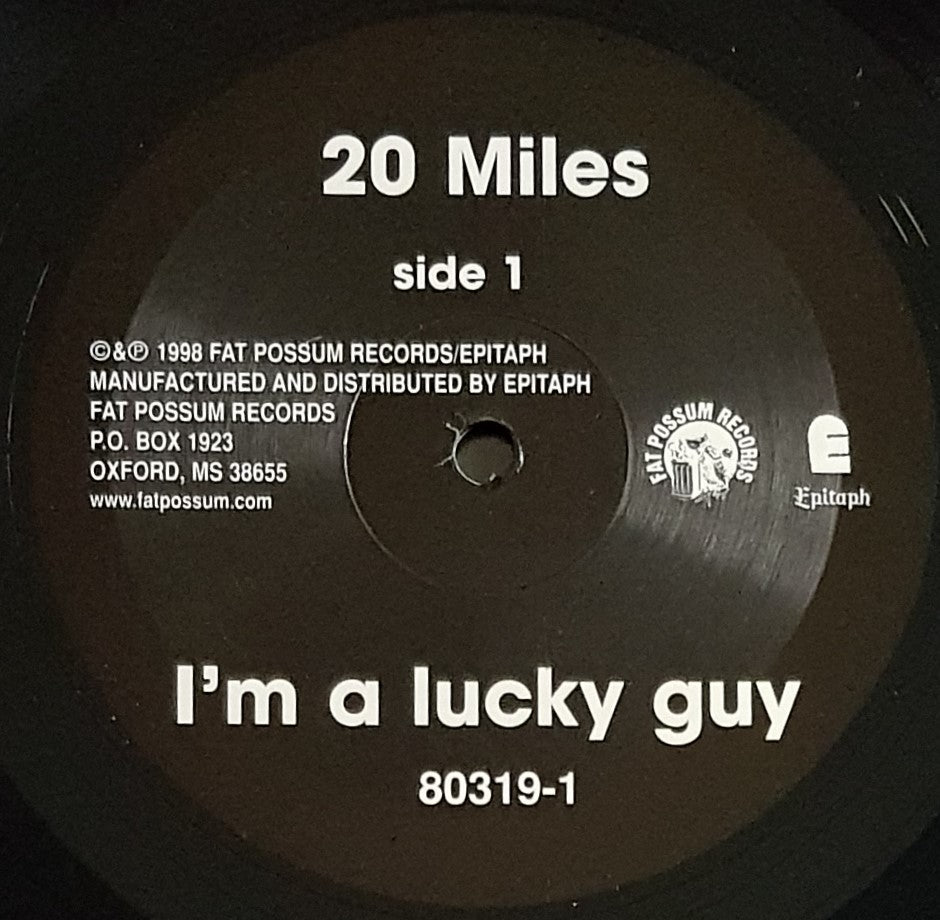 20 Miles
side 1
©&℗ 1998 FAT POSSUM RECORDS/EPITAPH
MANUFACTURED AND DISTRIBUTED BY EPITAPH
FAT POSSUM RECORDS
P.O. BOX 1923
OXFORD, MS 38655
www.fatpossum.com
FAT POSSUM RECORDS
E
Epitaph
I'm a lucky guy
80319-1